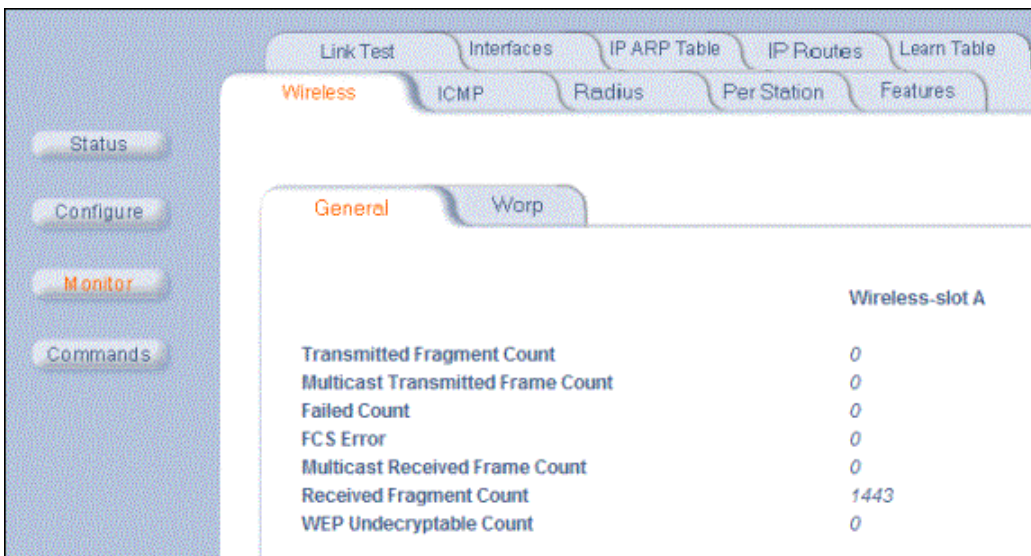 Link Test Interfaces IP ARP Table IP Routes Learn Table
Wireless ICMP Radius Per Station Features
Status
Configure
Monitor
Commands
General Worp
Wireless-slot A
Transmitted Fragment Count 0
Multicast Transmitted Frame Count 0
Failed Count 0
FCS Error 0
Multicast Received Frame Count 0
Received Fragment Count 1443
WEP Undecryptable Count 0